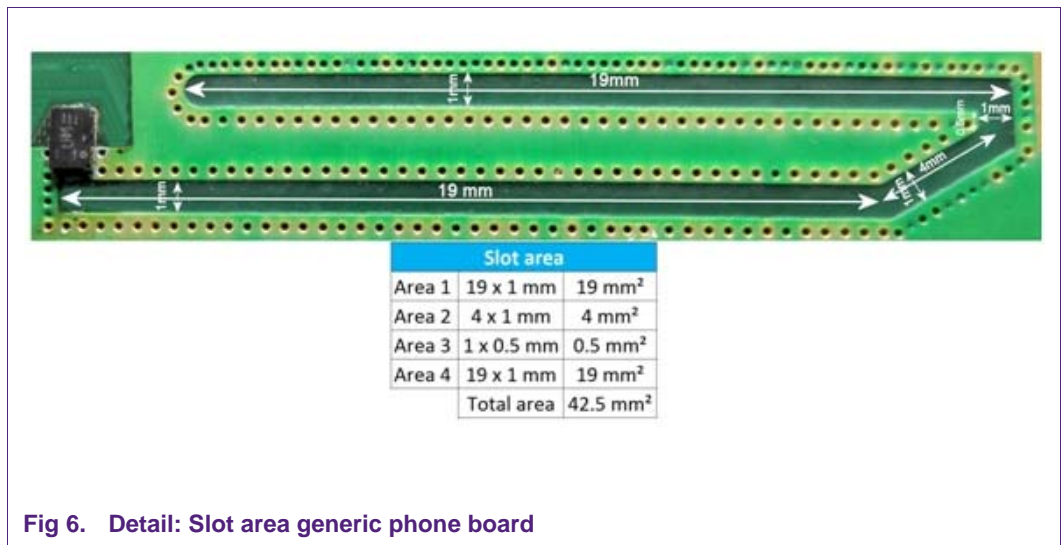 19mm
1mm
1mm
0.5mm
4mm
1mm
19 mm
1mm
Slot area
Area 1 19 x 1 mm 19 mm²
Area 2 4 x 1 mm 4 mm²
Area 3 1 x 0.5 mm 0.5 mm²
Area 4 19 x 1 mm 19 mm²
Total area 42.5 mm²
Fig 6. Detail: Slot area generic phone board